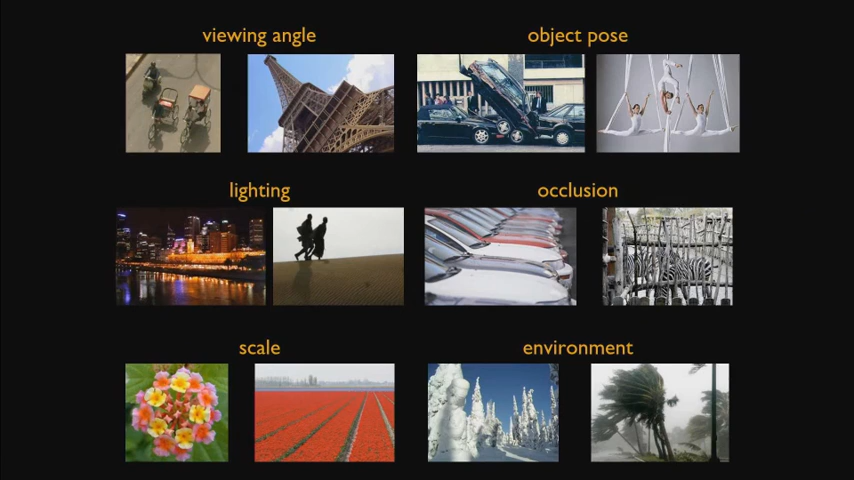 viewing angle
object pose
lighting
occlusion
scale
environment